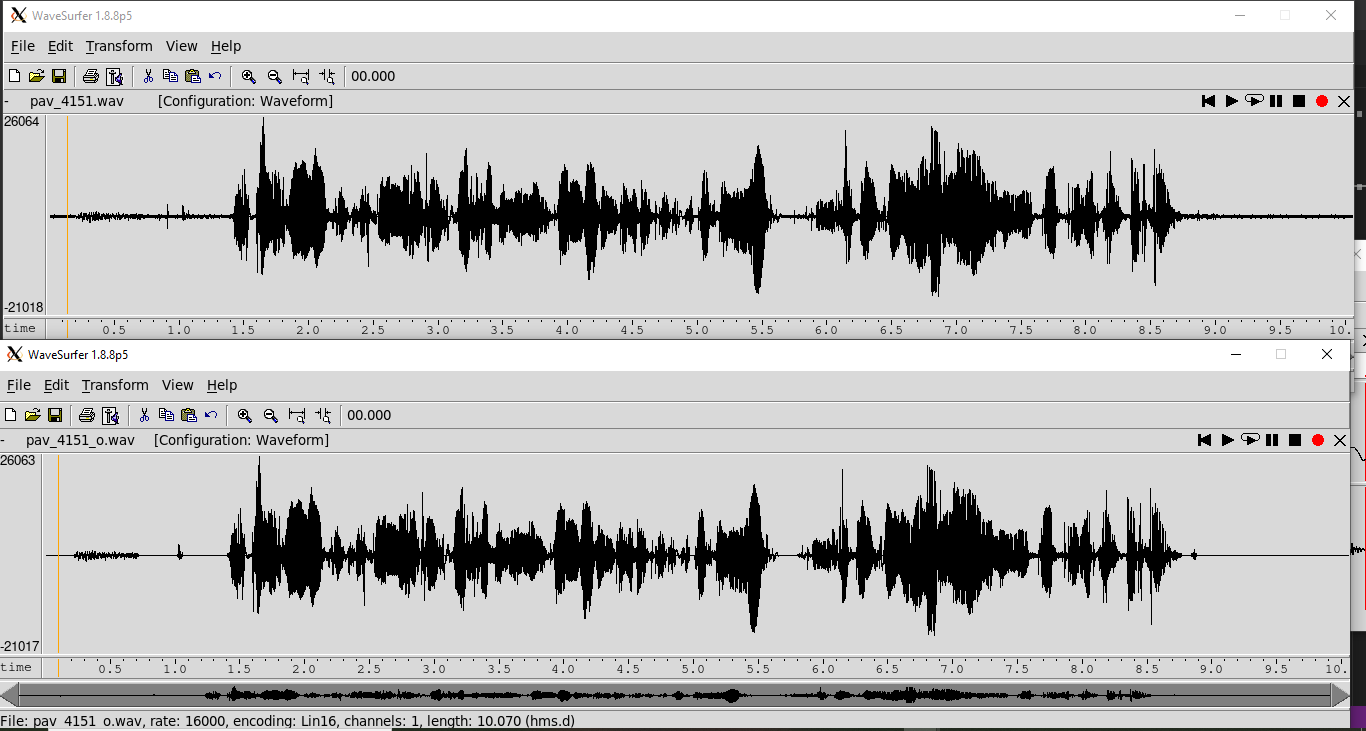 WaveSurfer 1.8.8p5
File Edit Transform View Help
00.000
- pav_4151.wav [Configuration: Waveform]
26064
-21018
time 0.5 1.0 1.5 2.0 2.5 3.0 3.5 4.0 4.5 5.0 5.5 6.0 6.5 7.0 7.5 8.0 8.5 9.0 9.5 10.
WaveSurfer 1.8.8p5
File Edit Transform View Help
00.000
- pav_4151_o.wav [Configuration: Waveform]
26063
-21017
time 0.5 1.0 1.5 2.0 2.5 3.0 3.5 4.0 4.5 5.0 5.5 6.0 6.5 7.0 7.5 8.0 8.5 9.0 9.5 10.
File: pav_4151_o.wav, rate: 16000, encoding: Lin16, channels: 1, length: 10.070 (hms.d)